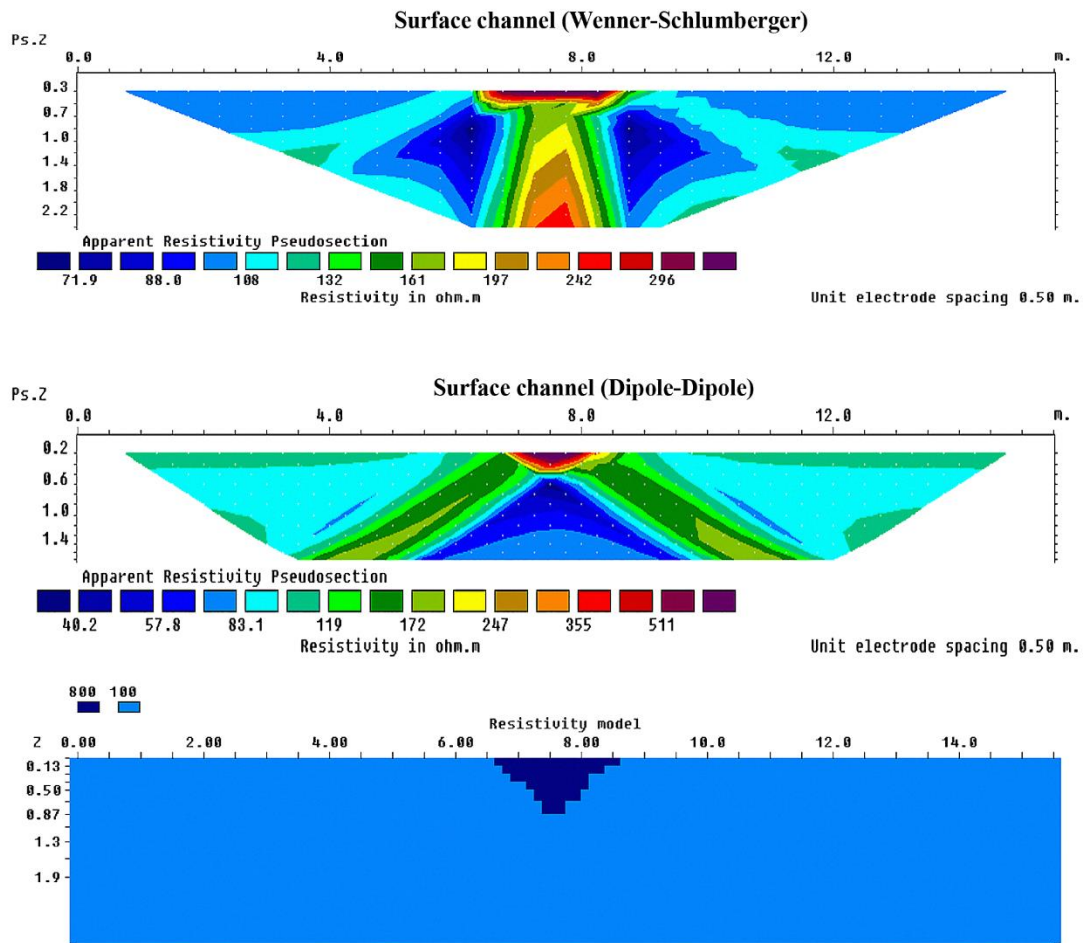 Surface channel (Wenner-Schlumberger)
Ps.Z
0.0 4.0 8.0 12.0 m.
0.3
0.7
1.0
1.4
1.8
2.2
Apparent Resistivity Pseudosection
71.9 88.0 108 132 161 197 242 296
Resistivity in ohm.m Unit electrode spacing 0.50 m.
Surface channel (Dipole-Dipole)
Ps.Z
0.0 4.0 8.0 12.0 m.
0.2
0.6
1.0
1.4
Apparent Resistivity Pseudosection
40.2 57.8 83.1 119 172 247 355 511
Resistivity in ohm.m Unit electrode spacing 0.50 m.
800 100
Resistivity model
Z 0.00 2.00 4.00 6.00 8.00 10.0 12.0 14.0
0.13
0.50
0.87
1.3
1.9